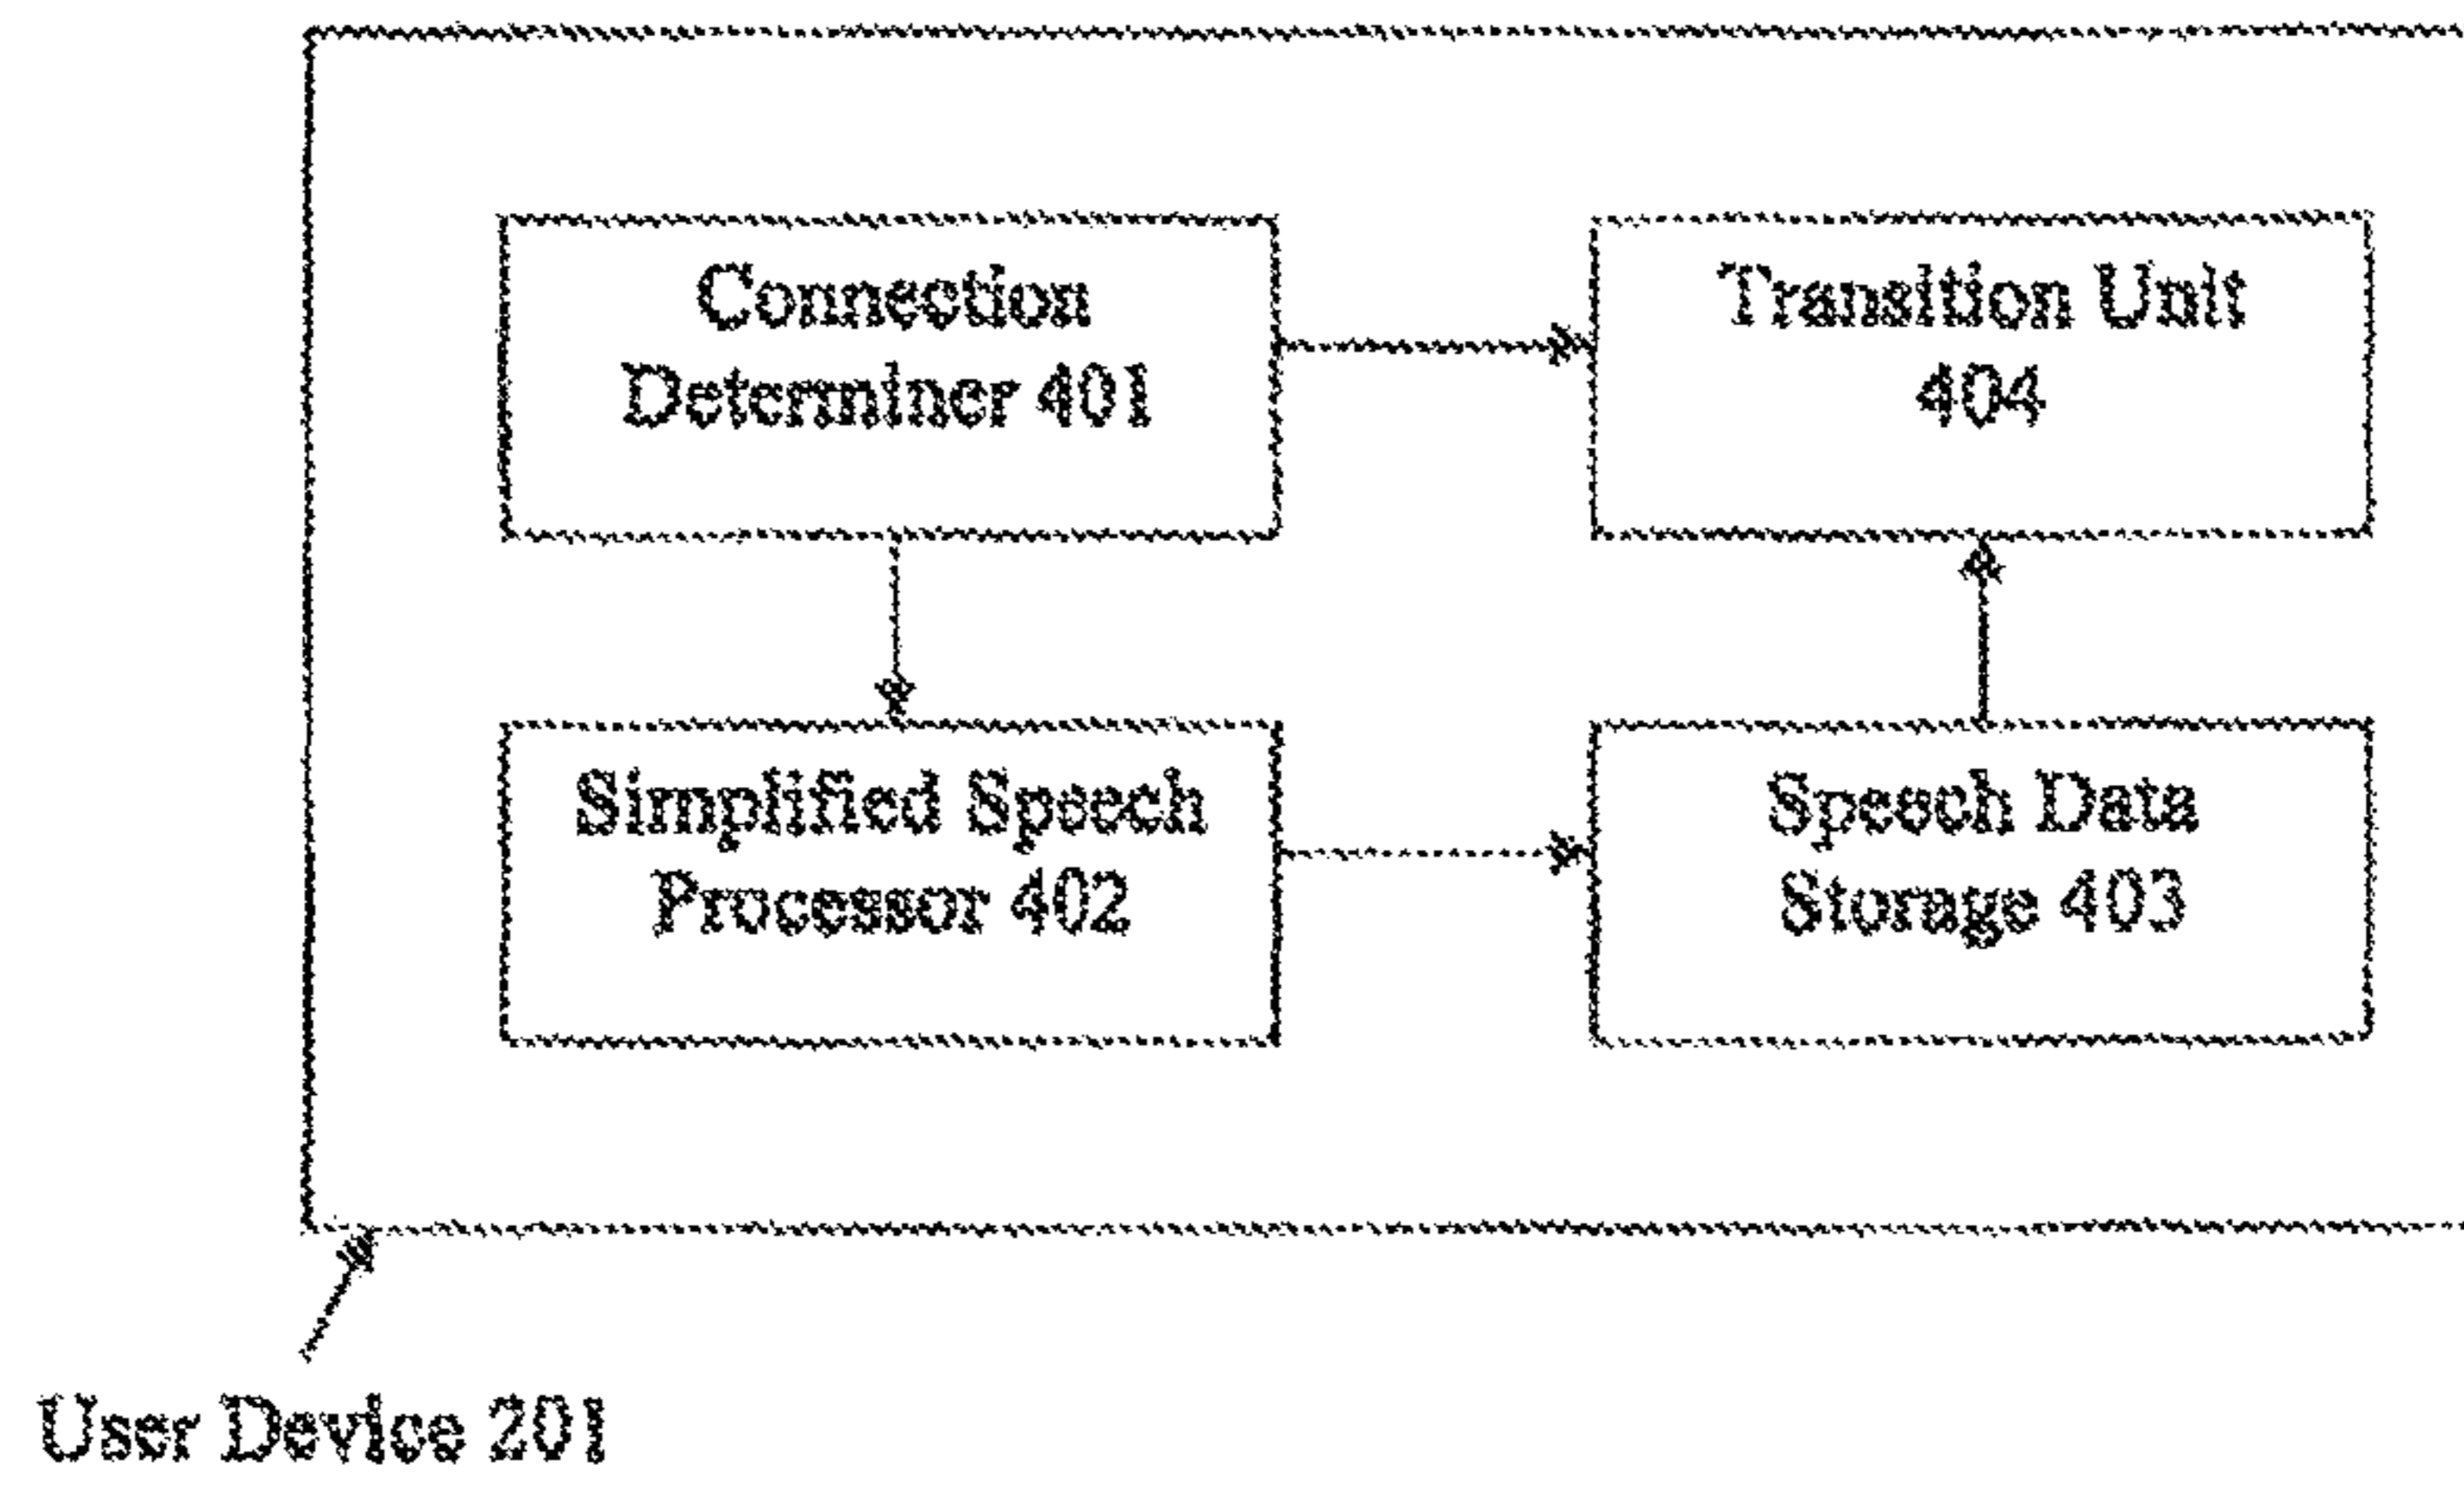 Connection
Determiner 401
Transition Unit
404
Simplified Speech
Processor 402
Speech Data
Storage 403
User Device 201